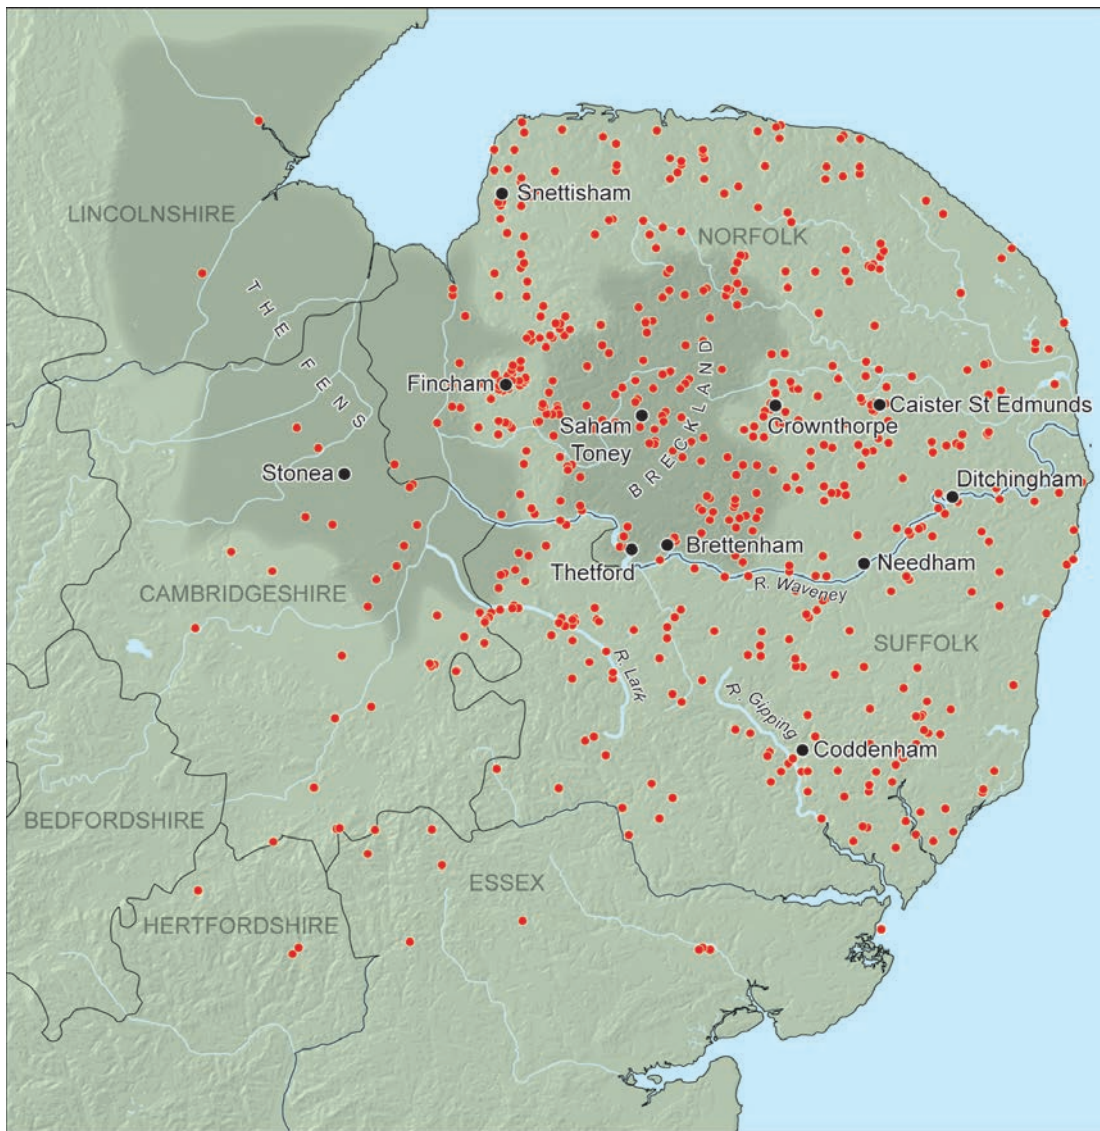 Snettisham
LINCOLNSHIRE
NORFOLK
THE FENS
BRECKLAND
Fincham
Saham
Toney
Crownthorpe
Caister St Edmunds
Stonea
Ditchingham
Brettenham
Thetford
Needham
R. Waveney
CAMBRIDGESHIRE
SUFFOLK
R. Lark
R. Gipping
Coddenham
BEDFORDSHIRE
ESSEX
HERTFORDSHIRE